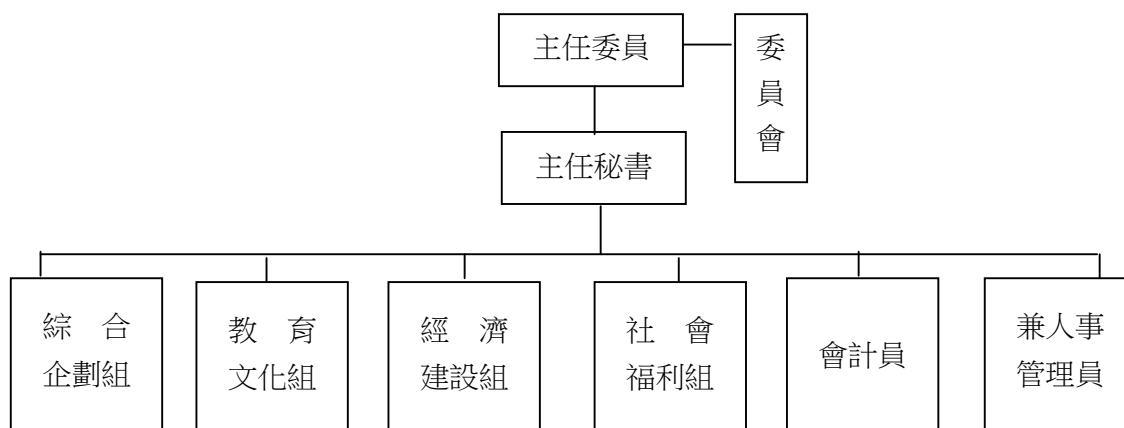 主任委員
委員會
主任秘書
綜　合
企劃組
教　育
文化組
經　濟
建設組
社　會
福利組
會計員
兼人事
管理員